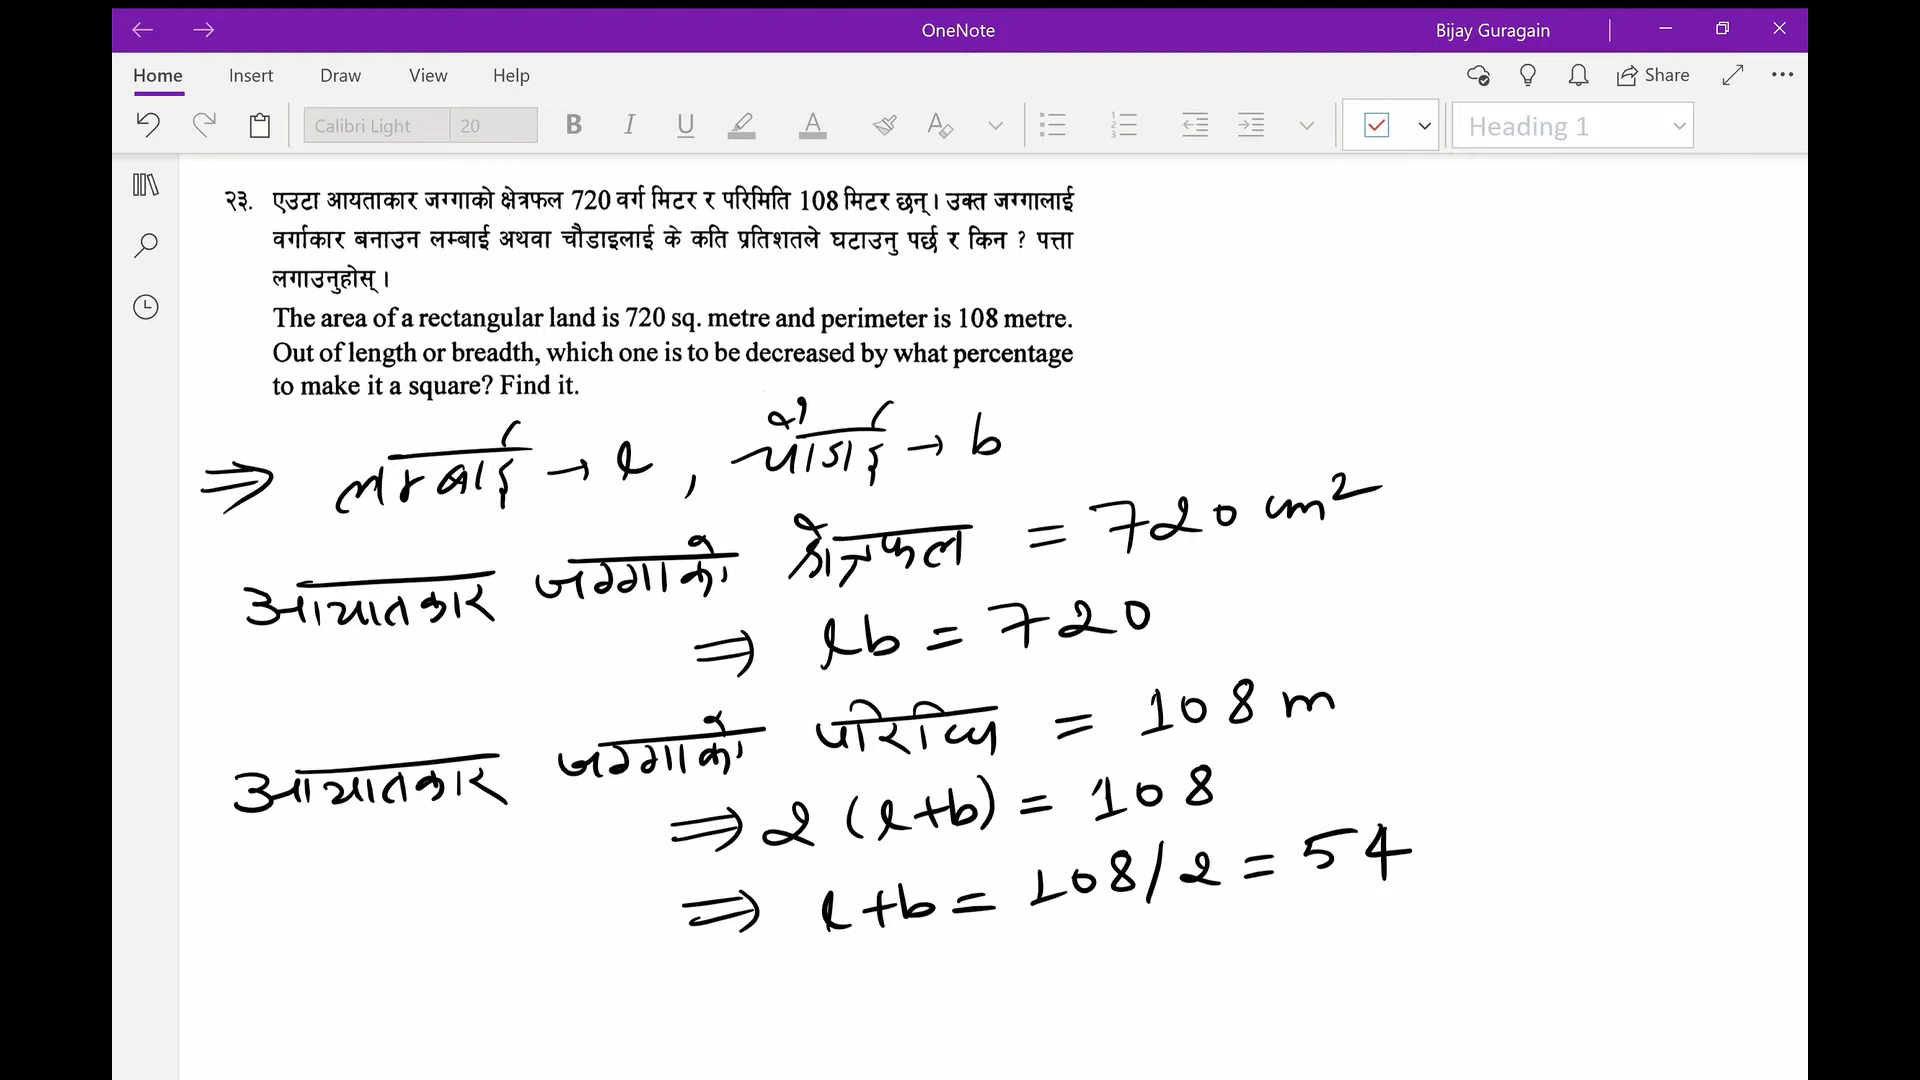 OneNote
Bijay Guragain
Home Insert Draw View Help
Share
Calibri Light 20 B I U A A
Heading 1
२३. एउटा आयताकार जग्गाको क्षेत्रफल 720 वर्ग मिटर र परिमिति 108 मिटर छन्। उक्त जग्गालाई
वर्गाकार बनाउन लम्बाई अथवा चौडाइलाई के कति प्रतिशतले घटाउनु पर्छ र किन ? पत्ता
लगाउनुहोस् ।
The area of a rectangular land is 720 sq. metre and perimeter is 108 metre.
Out of length or breadth, which one is to be decreased by what percentage
to make it a square? Find it.
⇒ लम्बाई → l , चौडाई → b
आयातकार जग्गाको क्षेत्रफल = 720 cm²
⇒ lb = 720
आयातकार जग्गाको = 108 m
⇒ 2 (l+b) = 108
⇒ l+b = 108/2 = 54